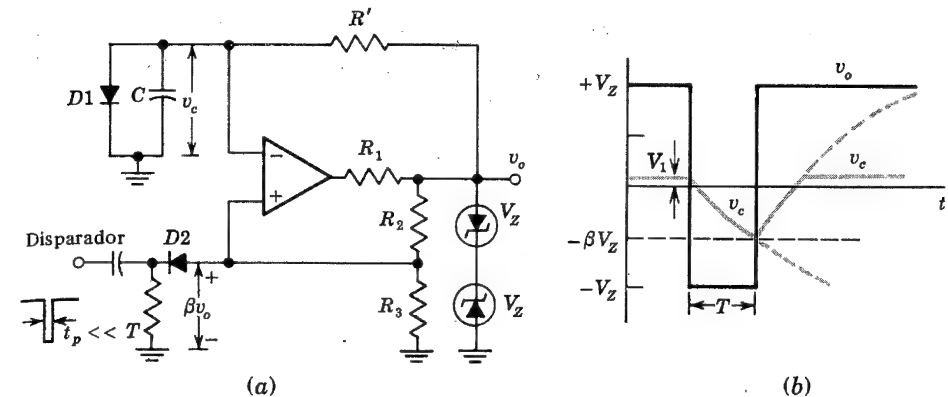 R'
D1
C
v_c
R_1
v_o
−
+
R_2
V_Z
Disparador
D2
+
βv_o
−
R_3
V_Z
t_p << T
(a)
+V_Z
v_o
V_1
v_c
v_c
t
−βV_Z
−V_Z
T
(b)